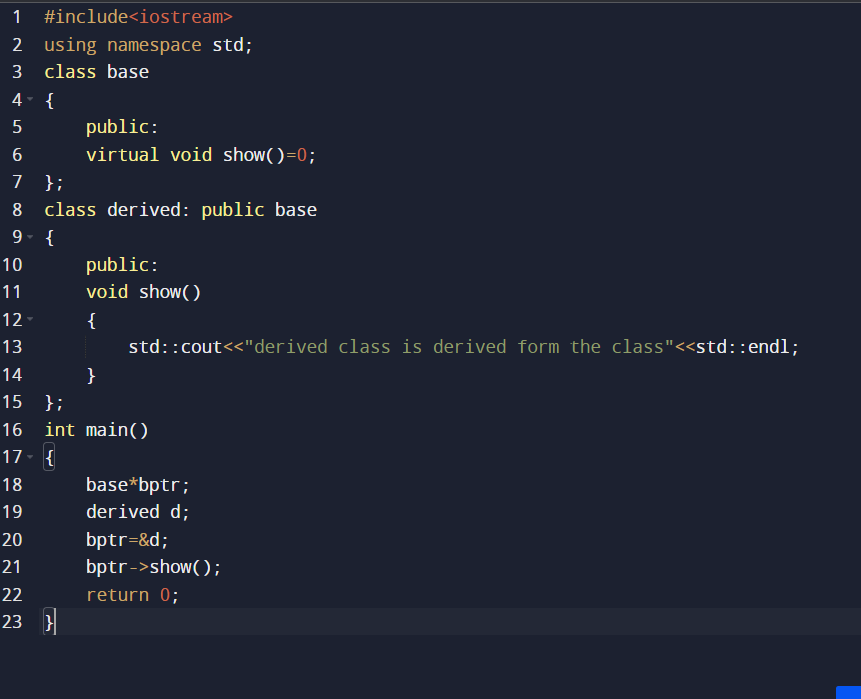 1 #include<iostream>
2 using namespace std;
3 class base
4 {
5     public:
6     virtual void show()=0;
7 };
8 class derived: public base
9 {
10     public:
11     void show()
12     {
13         std::cout<<"derived class is derived form the class"<<std::endl;
14     }
15 };
16 int main()
17 {
18     base*bptr;
19     derived d;
20     bptr=&d;
21     bptr->show();
22     return 0;
23 }